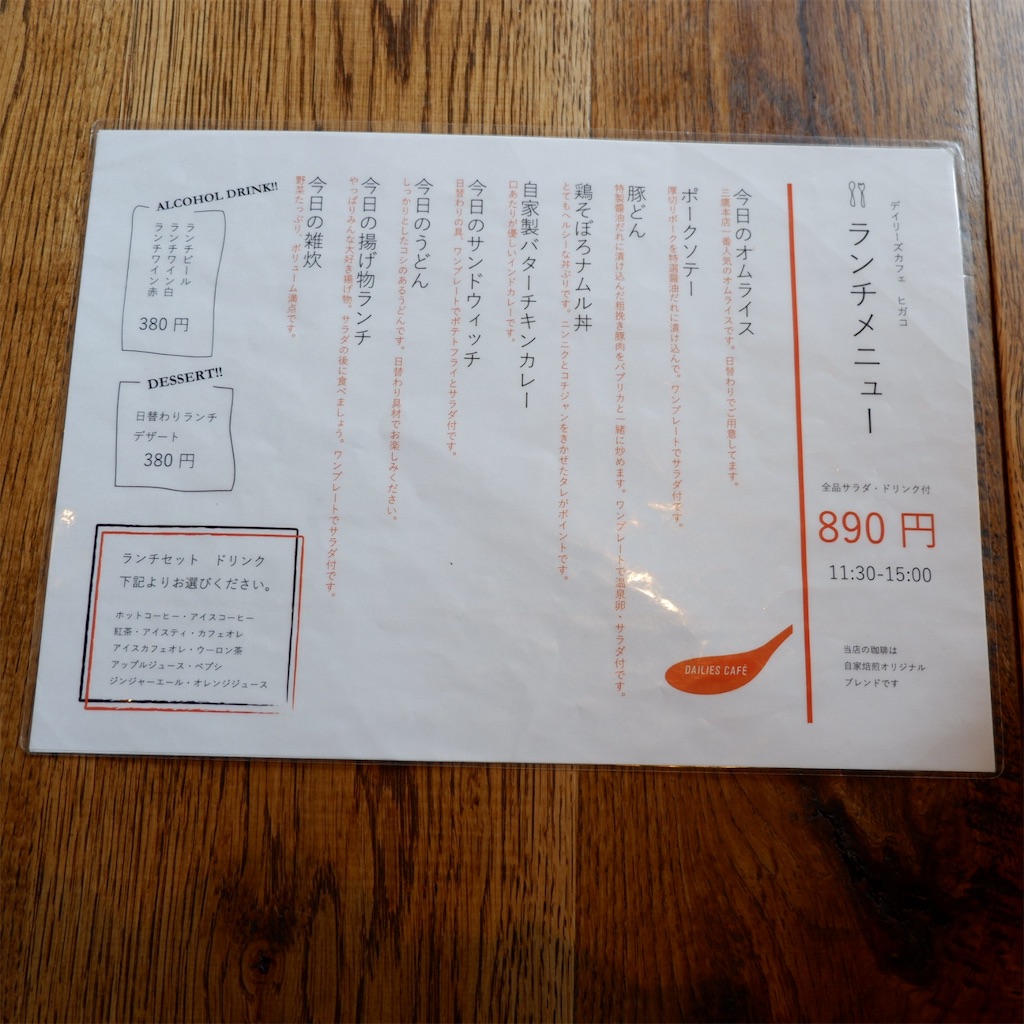 デイリーズカフェ ヒガコ
ランチメニュー
全品サラダ・ドリンク付
890 円
11:30-15:00
当店の珈琲は
自家焙煎オリジナル
ブレンドです
DAILIES CAFÉ
今日のオムライス
三鷹本店一番人気のオムライスです。日替わりでご用意してます。
ポークソテー
厚切りポークを特選醤油だれに漬け込んで。ワンプレートでサラダ付です。
豚どん
特製醤油だれに漬け込んだ粗挽き豚肉をパプリカと一緒に炒めます。ワンプレートで温泉卵・サラダ付です。
鶏そぼろナムル丼
とてもヘルシーな丼ぶりです。ニンニクとコチジャンをきかせたタレがポイントです。
自家製バターチキンカレー
口あたりが優しいインドカレーです。
今日のサンドウィッチ
日替わりの具、ワンプレートでポテトフライとサラダ付です。
今日のうどん
しっかりとしたコシのあるうどんです。日替わり具材でお楽しみください。
今日の揚げ物ランチ
やっぱりみんな大好き揚げ物。サラダの後に食べましょう。ワンプレートでサラダ付です。
今日の雑炊
野菜たっぷり、ボリューム満点です。
ALCOHOL DRINK!!
ランチビール
ランチワイン 白
ランチワイン 赤
380 円
DESSERT!!
日替わりランチ
デザート
380 円
ランチセット ドリンク
下記よりお選びください。
ホットコーヒー・アイスコーヒー
紅茶・アイスティ・カフェオレ
アイスカフェオレ・ウーロン茶
アップルジュース・ペプシ
ジンジャーエール・オレンジジュース